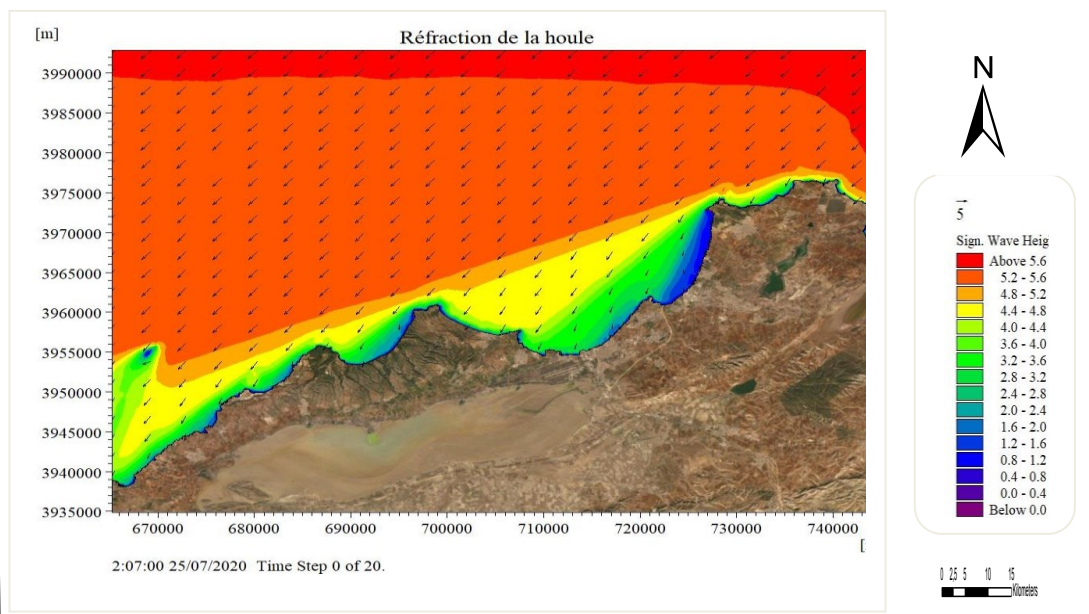 [m]
Réfraction de la houle
3990000
3985000
3980000
3975000
3970000
3965000
3960000
3955000
3950000
3945000
3940000
3935000
670000 680000 690000 700000 710000 720000 730000 740000
[
2:07:00 25/07/2020 Time Step 0 of 20.
N
5
Sign. Wave Heig
Above 5.6
5.2 - 5.6
4.8 - 5.2
4.4 - 4.8
4.0 - 4.4
3.6 - 4.0
3.2 - 3.6
2.8 - 3.2
2.4 - 2.8
2.0 - 2.4
1.6 - 2.0
1.2 - 1.6
0.8 - 1.2
0.4 - 0.8
0.0 - 0.4
Below 0.0
0 2,5 5 10 15
Kilometers